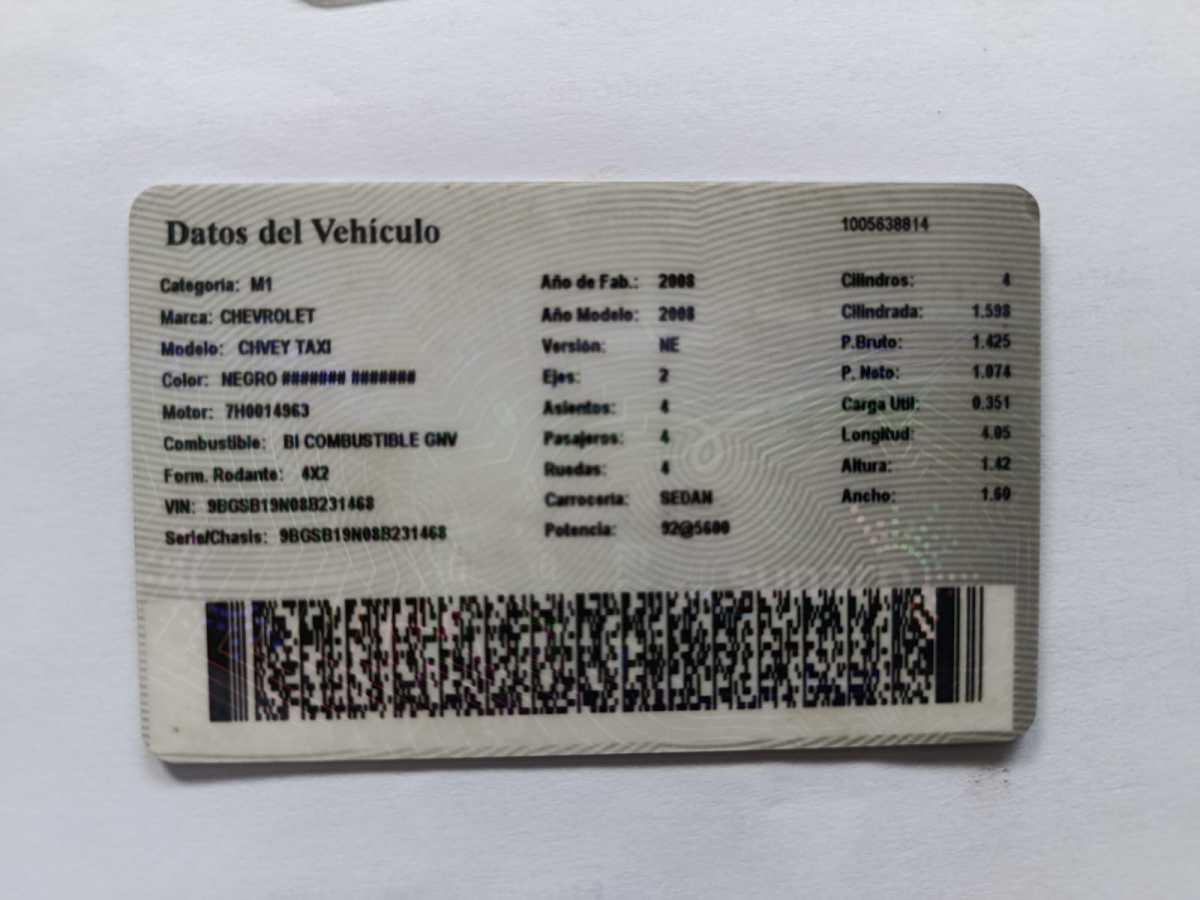 Datos del Vehículo
1005638814
Categoria: M1
Marca: CHEVROLET
Modelo: CHVEY TAXI
Color: NEGRO ####### #######
Motor: 7H0014963
Combustible: BI COMBUSTIBLE GNV
Form. Rodante: 4X2
VIN: 9BGSB19N08B231468
Serie/Chasis: 9BGSB19N08B231468
Año de Fab.: 2008
Año Modelo: 2008
Versión: NE
Ejes: 2
Asientos: 4
Pasajeros: 4
Ruedas: 4
Carroceria: SEDAN
Potencia: 92@5600
Cilindros: 4
Cilindrada: 1.598
P.Bruto: 1.425
P. Neto: 1.074
Carga Util: 0.351
Longitud: 4.05
Altura: 1.42
Ancho: 1.60